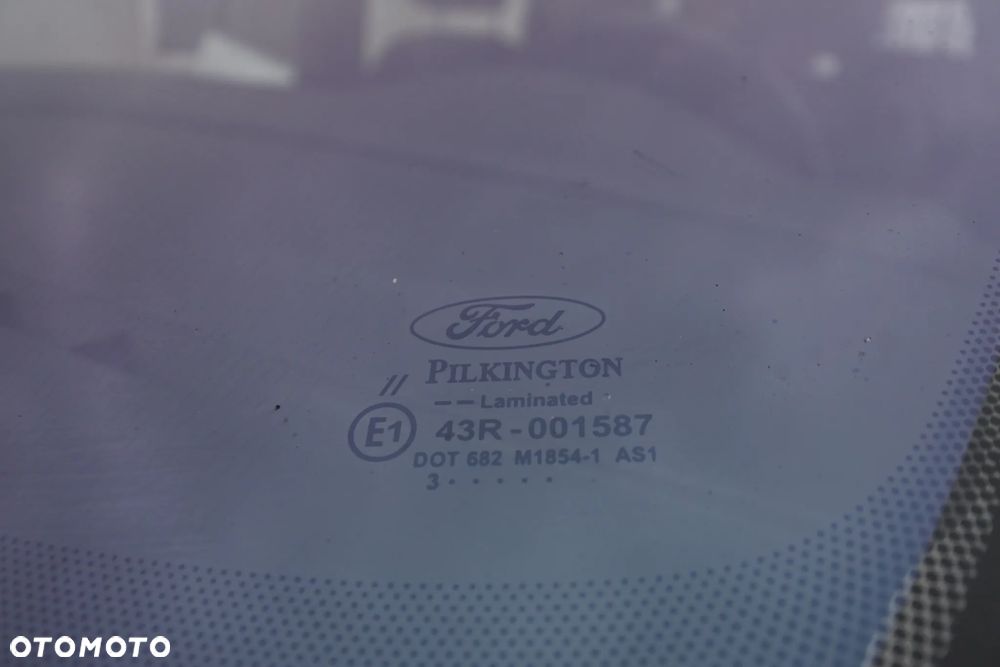 Ford
PILKINGTON
// -- Laminated
E1 43R-001587
DOT 682 M1854-1 AS1
3 . . . . .
OTOMOTO